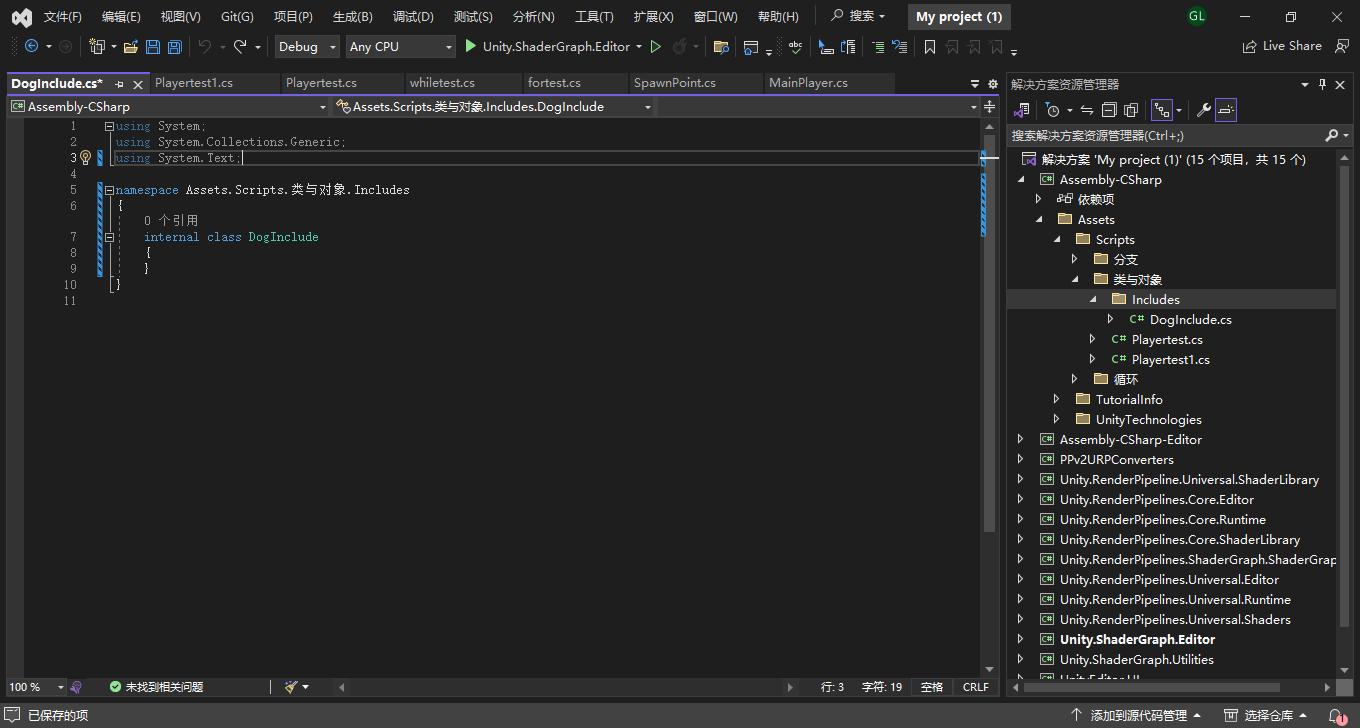 文件(F) 编辑(E) 视图(V) Git(G) 项目(P) 生成(B) 调试(D) 测试(S) 分析(N) 工具(T) 扩展(X) 窗口(W) 帮助(H) 搜索 My project (1) GL
Debug Any CPU Unity.ShaderGraph.Editor Live Share
DogInclude.cs* Playertest1.cs Playertest.cs whiletest.cs fortest.cs SpawnPoint.cs MainPlayer.cs
Assembly-CSharp Assets.Scripts.类与对象.Includes.DogInclude
1 using System;
2 using System.Collections.Generic;
3 using System.Text;
4
5 namespace Assets.Scripts.类与对象.Includes
6 {
0 个引用
7 internal class DogInclude
8 {
9 }
10 }
11
100 % 未找到相关问题 行: 3 字符: 19 空格 CRLF
解决方案资源管理器
搜索解决方案资源管理器(Ctrl+;)
解决方案 'My project (1)' (15 个项目, 共 15 个)
Assembly-CSharp
依赖项
Assets
Scripts
分支
类与对象
Includes
C# DogInclude.cs
C# Playertest.cs
C# Playertest1.cs
循环
TutorialInfo
UnityTechnologies
Assembly-CSharp-Editor
PPv2URPConverters
Unity.RenderPipeline.Universal.ShaderLibrary
Unity.RenderPipelines.Core.Editor
Unity.RenderPipelines.Core.Runtime
Unity.RenderPipelines.Core.ShaderLibrary
Unity.RenderPipelines.ShaderGraph.ShaderGrap
Unity.RenderPipelines.Universal.Editor
Unity.RenderPipelines.Universal.Runtime
Unity.RenderPipelines.Universal.Shaders
Unity.ShaderGraph.Editor
Unity.ShaderGraph.Utilities
UnityEditor.UI
已保存的项 添加到源代码管理 选择仓库 1